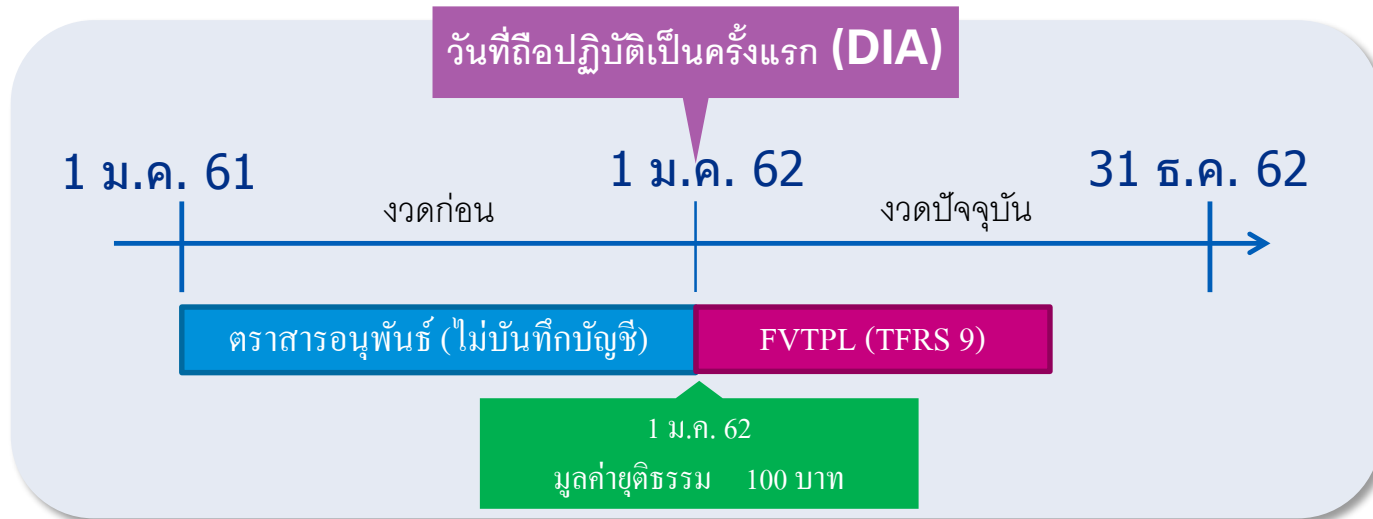 วันที่ถือปฏิบัติเป็นครั้งแรก (DIA)
1 ม.ค. 61
1 ม.ค. 62
31 ธ.ค. 62
งวดก่อน
งวดปัจจุบัน
ตราสารอนุพันธ์ (ไม่บันทึกบัญชี)
FVTPL (TFRS 9)
1 ม.ค. 62
มูลค่ายุติธรรม 100 บาท